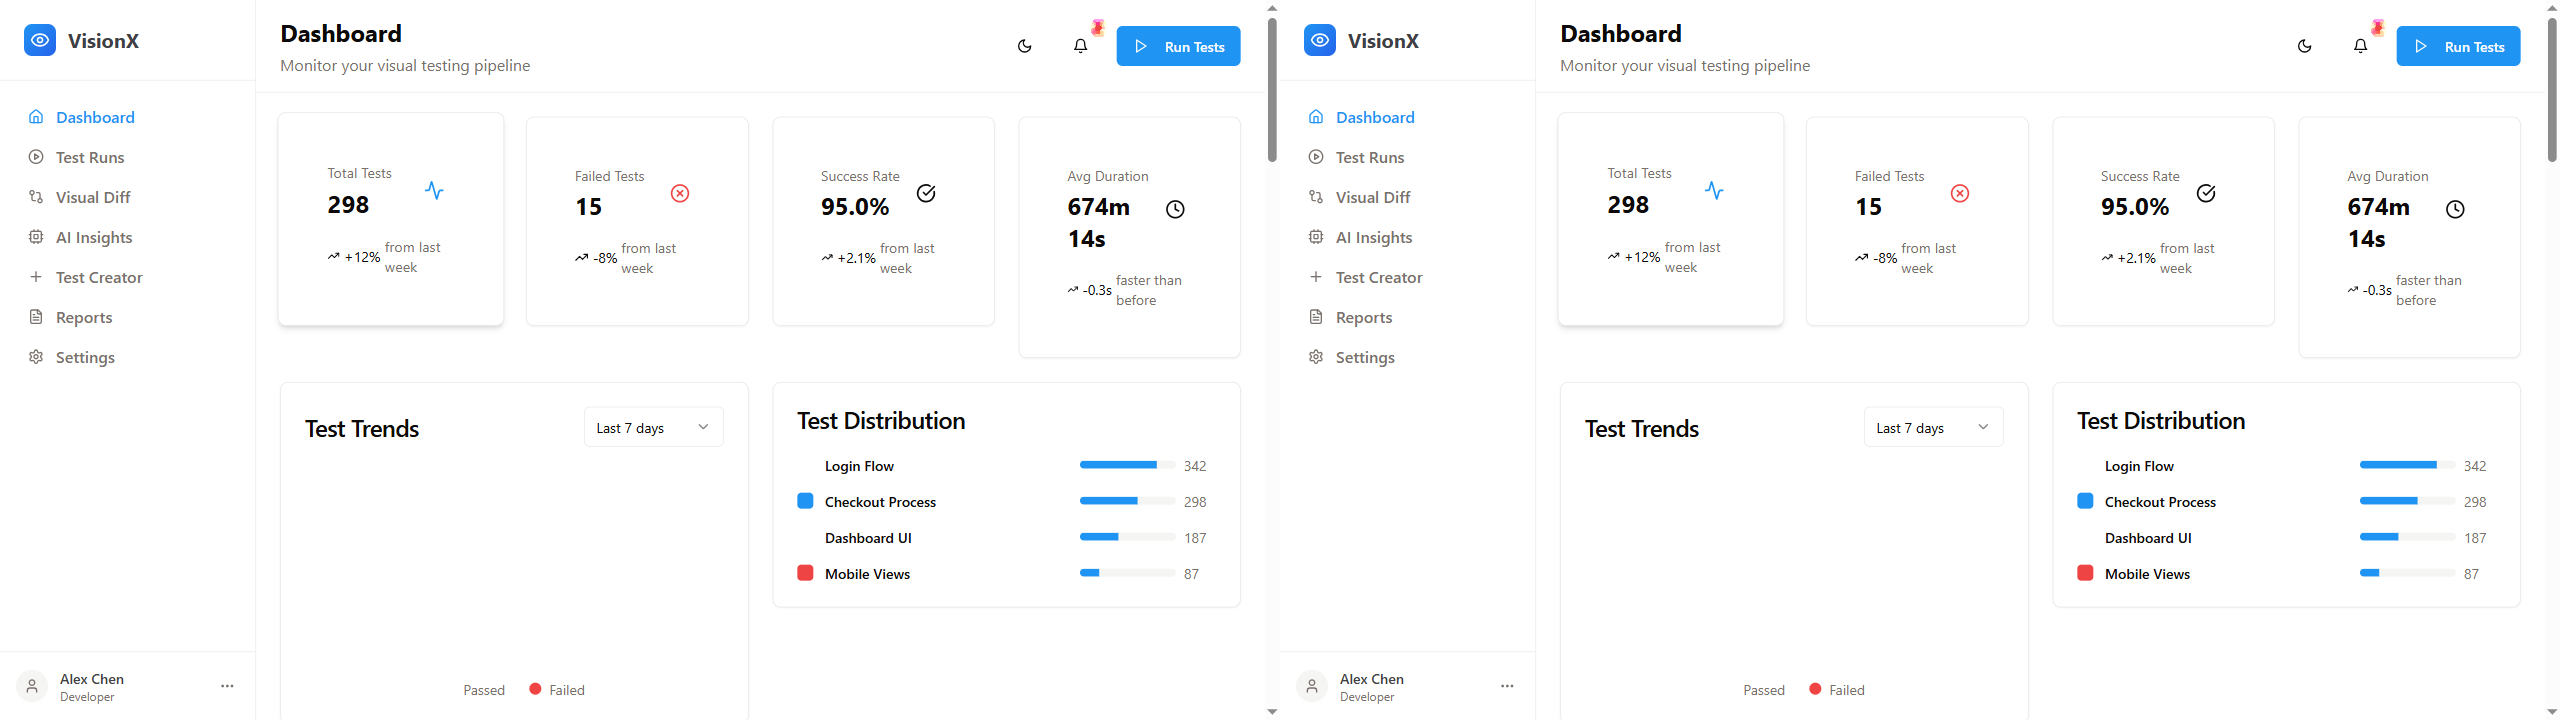 VisionX
Dashboard
Test Runs
Visual Diff
AI Insights
Test Creator
Reports
Settings
Alex Chen
Developer
Dashboard
Monitor your visual testing pipeline
Run Tests
Total Tests
298
+12% from last
week
Failed Tests
15
-8% from last
week
Success Rate
95.0%
+2.1% from last
week
Avg Duration
674m
14s
-0.3s faster than
before
Test Trends
Last 7 days
Passed Failed
Test Distribution
Login Flow 342
Checkout Process 298
Dashboard UI 187
Mobile Views 87
VisionX
Dashboard
Test Runs
Visual Diff
AI Insights
Test Creator
Reports
Settings
Alex Chen
Developer
Dashboard
Monitor your visual testing pipeline
Run Tests
Total Tests
298
+12% from last
week
Failed Tests
15
-8% from last
week
Success Rate
95.0%
+2.1% from last
week
Avg Duration
674m
14s
-0.3s faster than
before
Test Trends
Last 7 days
Passed Failed
Test Distribution
Login Flow 342
Checkout Process 298
Dashboard UI 187
Mobile Views 87